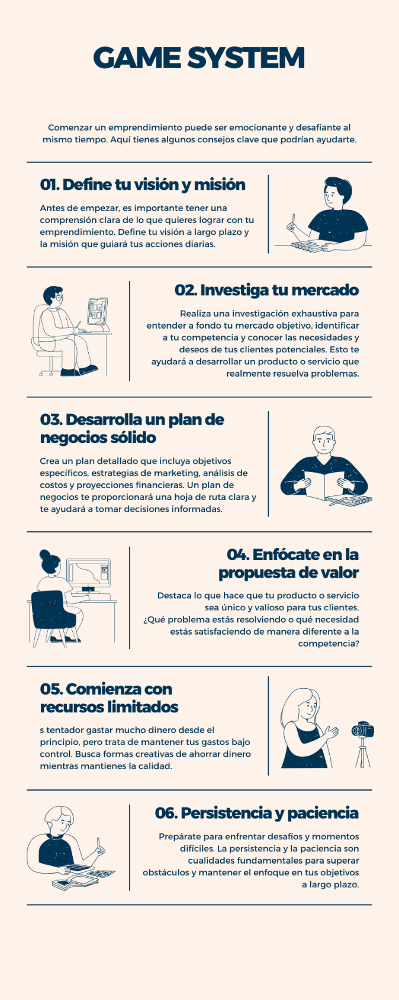 GAME SYSTEM
Comenzar un emprendimiento puede ser emocionante y desafiante al
mismo tiempo. Aquí tienes algunos consejos clave que podrían ayudarte.
01. Define tu visión y misión
Antes de empezar, es importante tener una
comprensión clara de lo que quieres lograr con tu
emprendimiento. Define tu visión a largo plazo y
la misión que guiará tus acciones diarias.
02. Investiga tu mercado
Realiza una investigación exhaustiva para
entender a fondo tu mercado objetivo, identificar
a tu competencia y conocer las necesidades y
deseos de tus clientes potenciales. Esto te
ayudará a desarrollar un producto o servicio que
realmente resuelva problemas.
03. Desarrolla un plan de
negocios sólido
Crea un plan detallado que incluya objetivos
específicos, estrategias de marketing, análisis de
costos y proyecciones financieras. Un plan de
negocios te proporcionará una hoja de ruta clara y
te ayudará a tomar decisiones informadas.
04. Enfócate en la
propuesta de valor
Destaca lo que hace que tu producto o servicio
sea único y valioso para tus clientes.
¿Qué problema estás resolviendo o qué necesidad
estás satisfaciendo de manera diferente a la
competencia?
05. Comienza con
recursos limitados
s tentador gastar mucho dinero desde el
principio, pero trata de mantener tus gastos bajo
control. Busca formas creativas de ahorrar dinero
mientras mantienes la calidad.
06. Persistencia y paciencia
Prepárate para enfrentar desafíos y momentos
difíciles. La persistencia y la paciencia son
cualidades fundamentales para superar
obstáculos y mantener el enfoque en tus objetivos
a largo plazo.